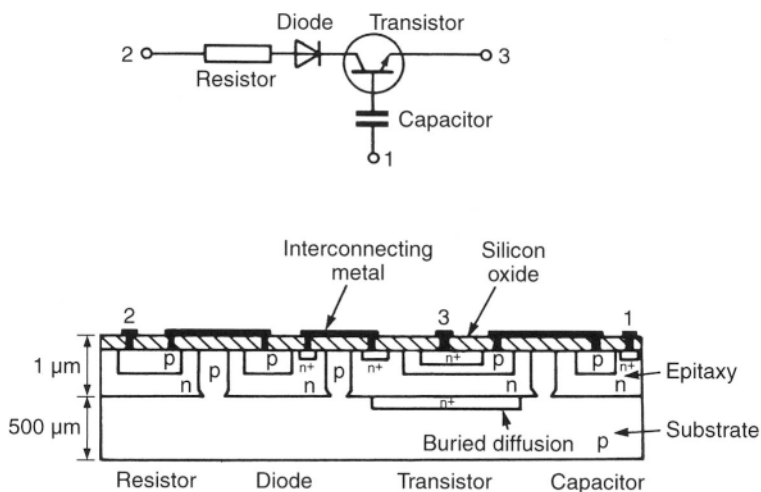 Diode
Transistor
2
3
Resistor
Capacitor
1
Interconnecting
metal
Silicon
oxide
2
3
1
1 μm
p
p
p
n+
p
n+
n+
p
p
n+
n
n
n
n
Epitaxy
500 μm
n+
Buried diffusion
p
Substrate
Resistor
Diode
Transistor
Capacitor